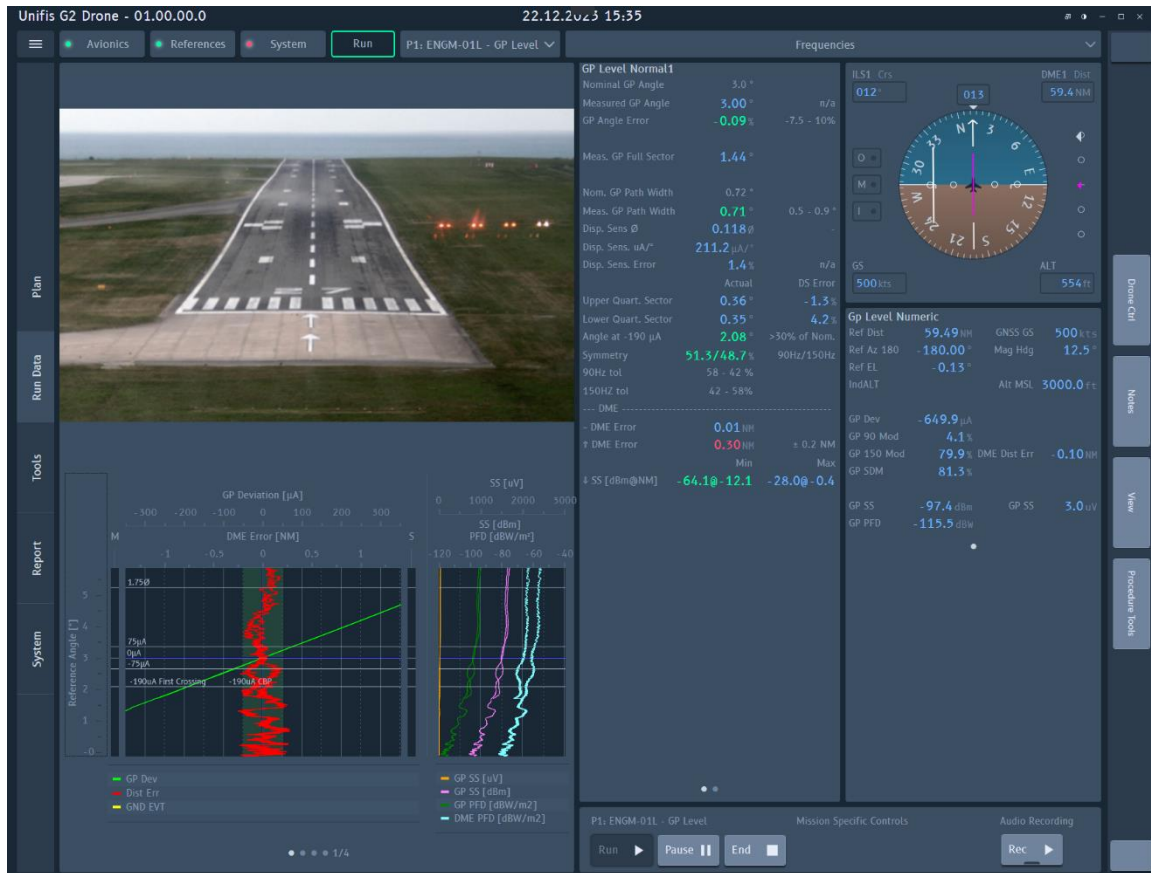 Unifis G2 Drone - 01.00.00.0
22.12.2023 15:35
Avionics
References
System
Run
P1: ENGM-01L - GP Level
Frequencies
Plan
Run Data
Tools
Report
System
GP Level Normal1
Nominal GP Angle 3.0 °
Measured GP Angle 3.00 ° n/a
GP Angle Error -0.09 % -7.5 - 10%
Meas. GP Full Sector 1.44 °
Nom. GP Path Width 0.72 °
Meas. GP Path Width 0.71 ° 0.5 - 0.9 °
Disp. Sens Ø 0.118 Ø -
Disp. Sens. uA/° 211.2 µA/°
Disp. Sens. Error 1.4 % n/a
Actual DS Error
Upper Quart. Sector 0.36 ° -1.3 %
Lower Quart. Sector 0.35 ° 4.2 %
Angle at -190 µA 2.08 ° >30% of Nom.
Symmetry 51.3/48.7 % 90Hz/150Hz
90Hz tol 58 - 42 %
150HZ tol 42 - 58%
--- DME ---
- DME Error 0.01 NM
↑ DME Error 0.30 NM ± 0.2 NM
Min Max
↓ SS [dBm@NM] -64.1@-12.1 -28.0@-0.4
ILS1 Crs
012°
013
DME1 Dist
59.4 NM
O
M
I
N 3 6 E 12 15 S 21 24 W 30 33
GS
500 kts
ALT
554 ft
Gp Level Numeric
Ref Dist 59.49 NM GNSS GS 500 kts
Ref Az 180 -180.00 ° Mag Hdg 12.5 °
Ref EL -0.13 °
IndALT Alt MSL 3000.0 ft
GP Dev -649.9 µA
GP 90 Mod 4.1 %
GP 150 Mod 79.9 % DME Dist Err -0.10 NM
GP SDM 81.3 %
GP SS -97.4 dBm GP SS 3.0 uV
GP PFD -115.5 dBW
Drone Ctrl
Notes
View
Procedure Tools
GP Deviation [µA]
-300 -200 -100 0 100 200 300
M DME Error [NM] S
-1 -0.5 0 0.5 1
Reference Angle [°]
5
4
3
2
1
-0
1.75Ø
75µA
0µA
-75µA
-190uA First Crossing -190uA CBP
GP Dev
Dist Err
GND EVT
1/4
SS [uV]
0 1000 2000 3000
SS [dBm]
PFD [dBW/m²]
-120 -100 -80 -60 -40
GP SS [uV]
GP SS [dBm]
GP PFD [dBW/m2]
DME PFD [dBW/m2]
P1: ENGM-01L - GP Level
Mission Specific Controls
Audio Recording
Run
Pause
End
Rec